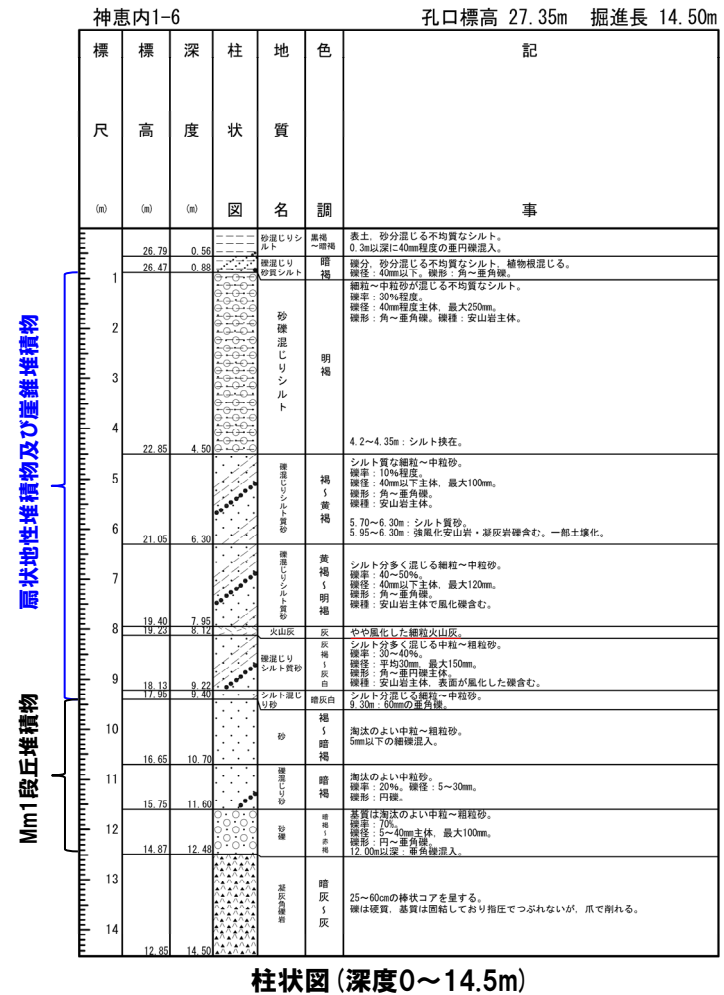 神恵内1-6
孔口標高 27.35m 掘進長 14.50m
標尺(m)
標高(m)
深度(m)
柱状図
地質名
色調
記事
26.79 0.56 砂混じりシルト 黒褐～暗褐
表土, 砂分混じる不均質なシルト。
0.3m以深に40mm程度の亜円礫混入。
26.47 0.88 礫混じり砂質シルト 暗褐
礫分, 砂分混じる不均質なシルト, 植物根混じる。
礫径：40mm以下。礫形：角～亜角礫。
22.85 4.50 砂礫混じりシルト 明褐
細粒～中粒砂が混じる不均質なシルト。
礫率：30%程度。
礫径：40mm程度主体, 最大250mm。
礫形：角～亜角礫。礫種：安山岩主体。
4.2～4.35m：シルト挟在。
21.05 6.30 礫混じりシルト質砂 褐～黄褐
シルト質な細粒～中粒砂。
礫率：10%程度。
礫径：40mm以下主体, 最大100mm。
礫形：角～亜角礫。
礫種：安山岩主体。
5.70～6.30m：シルト質砂。
5.95～6.30m：強風化安山岩・凝灰岩礫含む。一部土壌化。
19.40 7.95 礫混じりシルト質砂 黄褐～明褐
シルト分多く混じる細粒～中粒砂。
礫率：40～50%。
礫径：40mm以下主体, 最大120mm。
礫形：角～亜角礫。
礫種：安山岩主体で風化礫含む。
19.23 8.12 火山灰 灰
やや風化した細粒火山灰。
18.13 9.22 礫混じりシルト質砂 灰褐～灰白
シルト分多く混じる中粒～粗粒砂。
礫率：30～40%。
礫径：平均30mm, 最大150mm。
礫形：角～亜円礫主体。
礫種：安山岩主体, 表面が風化した礫含む。
17.95 9.40 シルト混じり砂 暗灰白
シルト分混じる細粒～中粒砂。
9.30m：60mmの亜角礫。
16.65 10.70 砂 褐～暗褐
淘汰のよい中粒～粗粒砂。
5mm以下の細礫混入。
15.75 11.60 礫混じり砂 暗褐
淘汰のよい中粒砂。
礫率：20%。礫径：5～30mm。
礫形：円礫。
14.87 12.48 砂礫 暗褐～赤褐
基質は淘汰のよい中粒～粗粒砂。
礫率：70%。
礫径：5～40mm主体, 最大100mm。
礫形：円～亜角礫。
12.00m以深：亜角礫混入。
12.85 14.50 凝灰角礫岩 暗灰～灰
25～60cmの棒状コアを呈する。
礫は硬質, 基質は固結しており指圧でつぶれないが, 爪で削れる。
1
2
3
4
5
6
7
8
9
10
11
12
13
14
扇状地性堆積物及び崖錐堆積物
Mm1段丘堆積物
柱状図(深度0～14.5m)